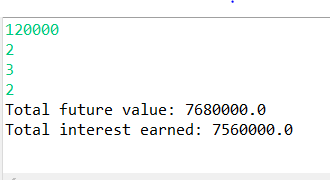 120000
2
3
2
Total future value: 7680000.0
Total interest earned: 7560000.0